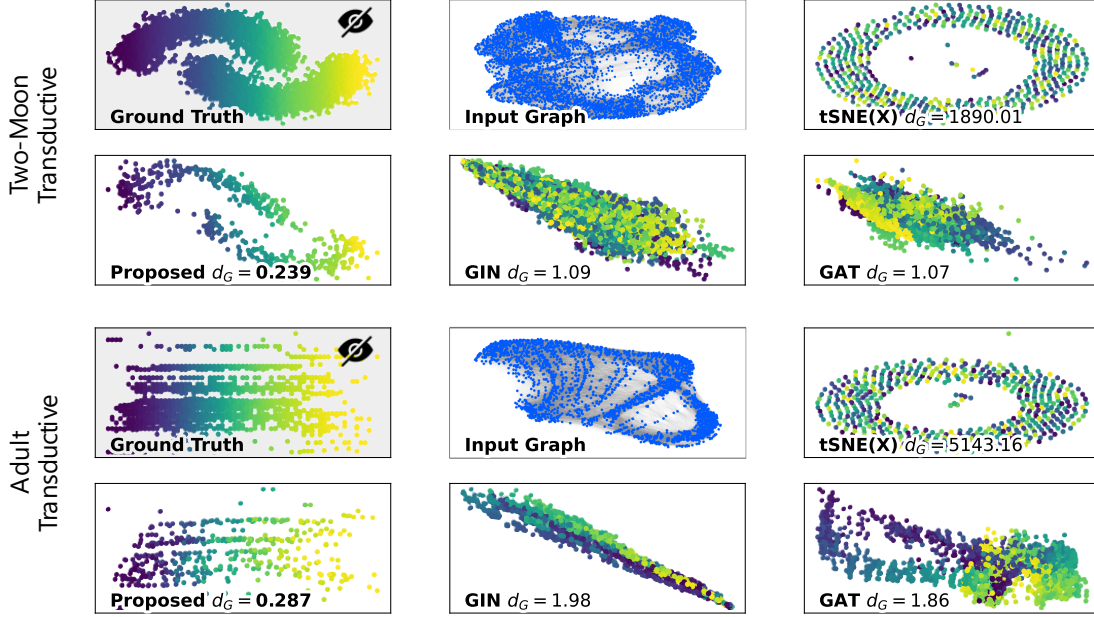 Two-Moon
Transductive
Ground Truth
Input Graph
tSNE(X) d_G = 1890.01
Proposed d_G = 0.239
GIN d_G = 1.09
GAT d_G = 1.07
Adult
Transductive
Ground Truth
Input Graph
tSNE(X) d_G = 5143.16
Proposed d_G = 0.287
GIN d_G = 1.98
GAT d_G = 1.86